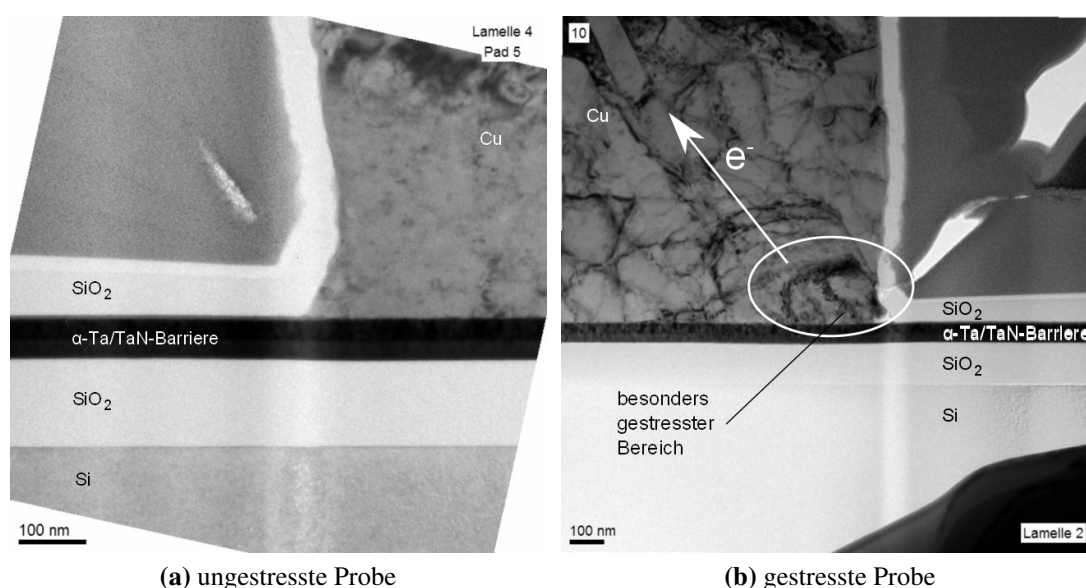 Lamelle 4
Pad 5
Cu
SiO2
α-Ta/TaN-Barriere
SiO2
Si
100 nm
(a) ungestresste Probe
10
Cu
e-
SiO2
α-Ta/TaN-Barriere
SiO2
besonders
gestresster
Bereich
Si
100 nm
Lamelle 2
(b) gestresste Probe